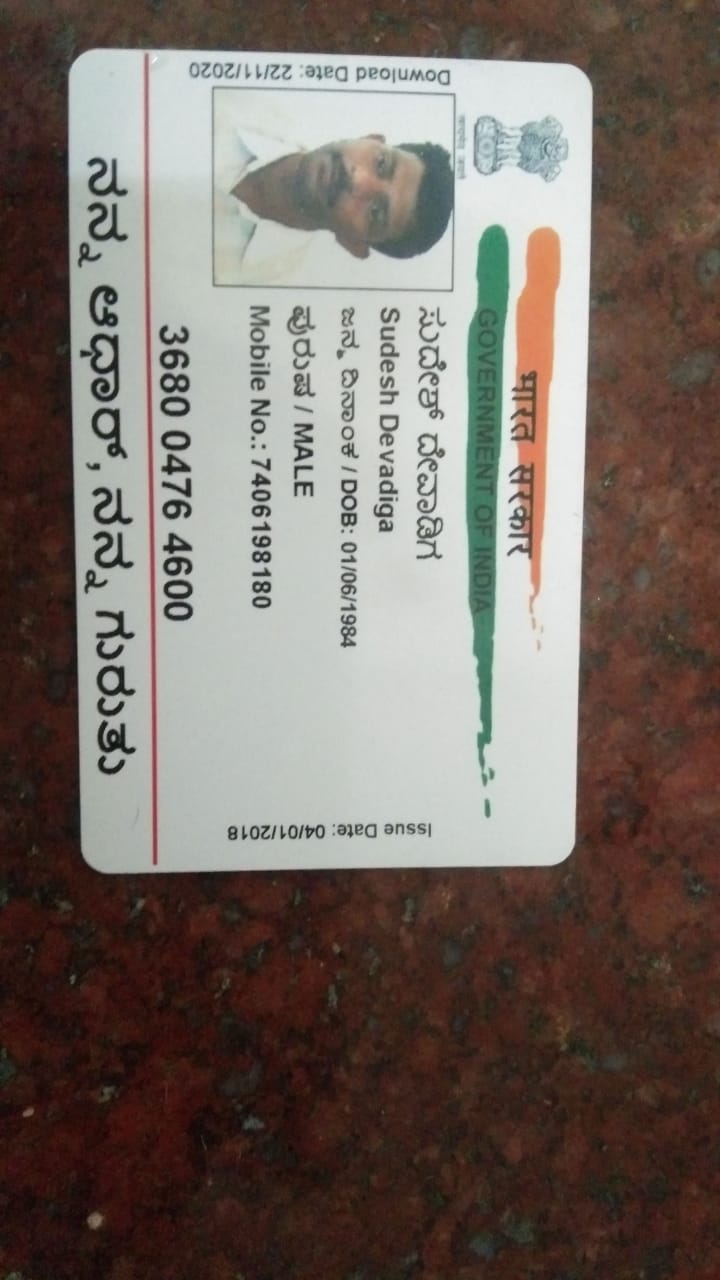 भारत सरकार
GOVERNMENT OF INDIA
Download Date: 22/11/2020
Issue Date: 04/01/2018
ಸುದೇಶ್ ದೇವಾಡಿಗ
Sudesh Devadiga
ಜನ್ಮ ದಿನಾಂಕ / DOB: 01/06/1984
ಪುರುಷ / MALE
Mobile No.: 7406198180
3680 0476 4600
ನನ್ನ ಆಧಾರ್, ನನ್ನ ಗುರುತು